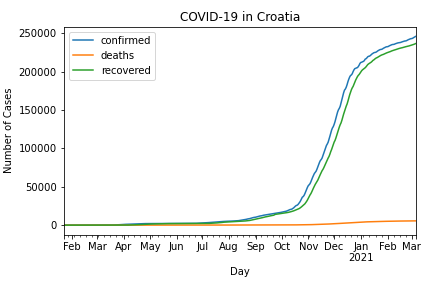 COVID-19 in Croatia
confirmed
deaths
recovered
Number of Cases
250000
200000
150000
100000
50000
0
Feb Mar Apr May Jun Jul Aug Sep Oct Nov Dec Jan Feb Mar
2021
Day